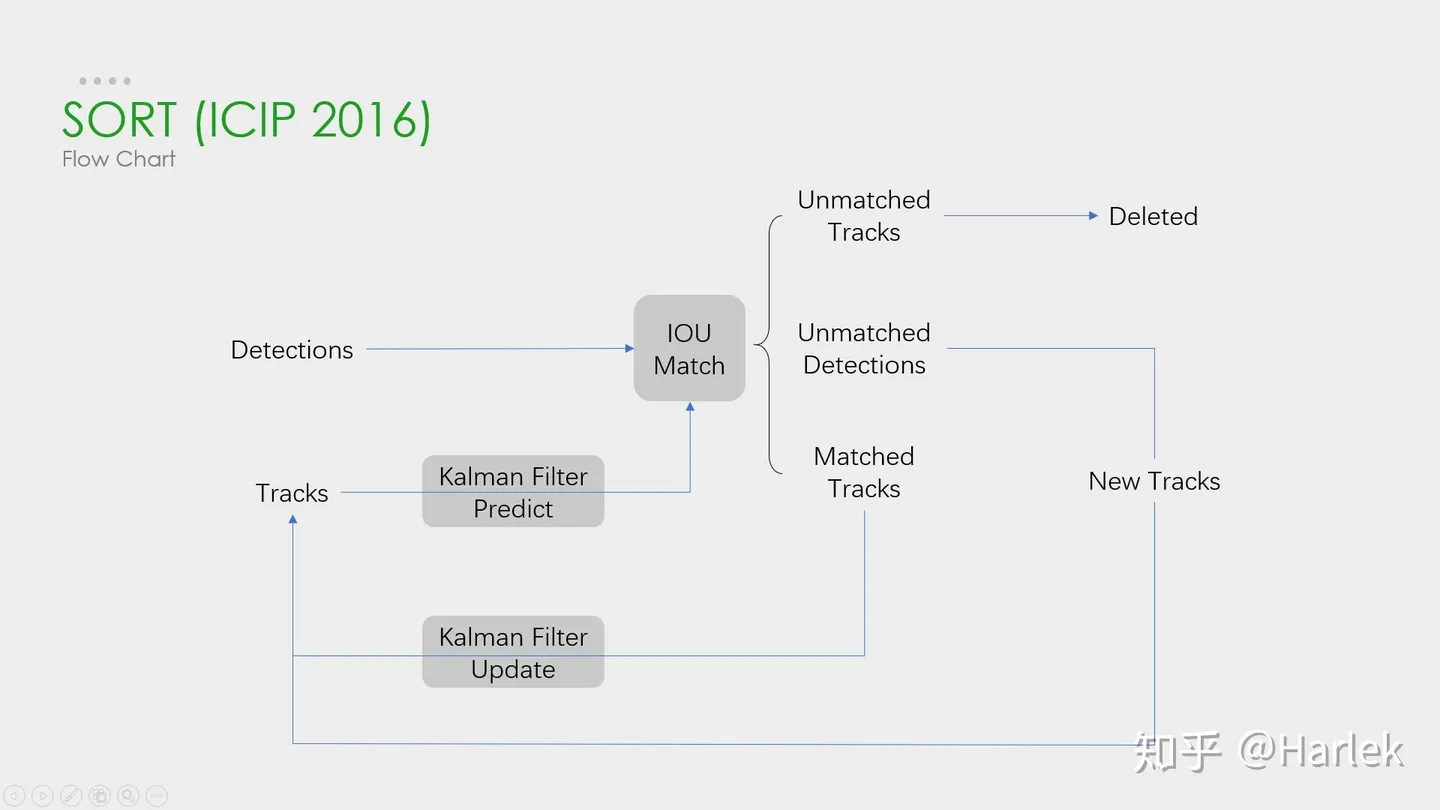 SORT (ICIP 2016)
Flow Chart
Unmatched
Tracks
Deleted
Detections
IOU
Match
Unmatched
Detections
Matched
Tracks
Tracks
Kalman Filter
Predict
New Tracks
Kalman Filter
Update
知乎 @Harlek